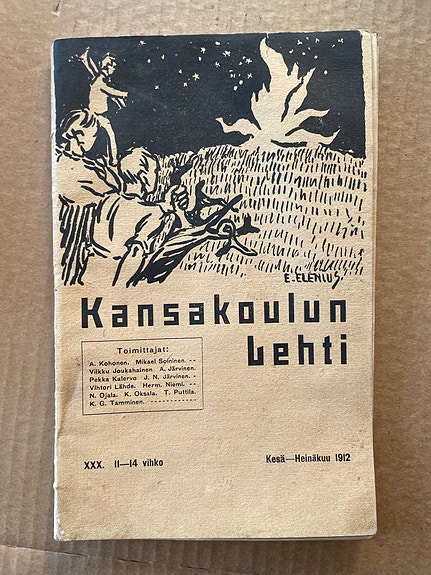 E. ELENIUS.
Kansakoulun
Lehti
Toimittajat:
A. Kohonen. Mikael Soininen. --
Vilkku Joukahainen. A. Järvinen.
Pekka Kalervo J. N. Järvinen. -
Vihtori Lähde. Herm. Niemi. --
N. Ojala. K. Oksala. T. Puttila.
K. G. Tamminen. ------------
XXX. 11—14 vihko
Kesä—Heinäkuu 1912